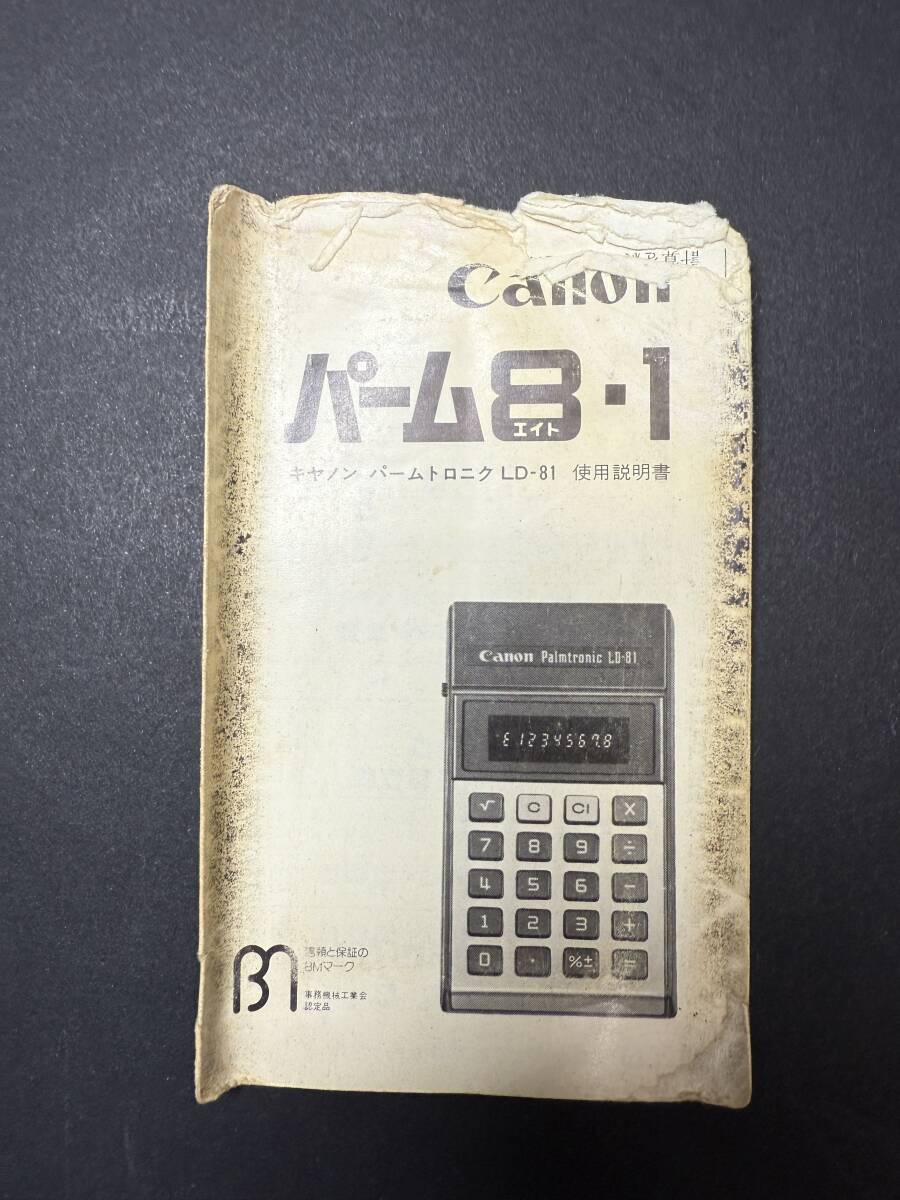 Canon
パーム8・1
エイト
キヤノン パームトロニク LD-81 使用説明書
Canon Palmtronic LD-81
E1234567.8
√ C CI X
7 8 9 ÷
4 5 6 −
1 2 3 +
0 . %± =
信頼と保証の
BMマーク
事務機械工業会
認定品